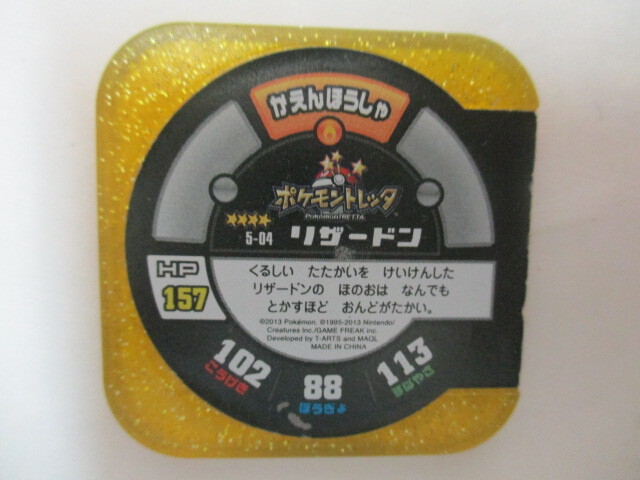 かえんほうしゃ
ポケモントレッタ
PokémonTRETTA
★★★★
5-04 リザードン
HP
157
くるしい たたかいを けいけんした
リザードンの ほのおは なんでも
とかすほど おんどがたかい。
©2013 Pokémon. ©1995-2013 Nintendo/
Creatures Inc./GAME FREAK inc.
Developed by T-ARTS and MAOL
MADE IN CHINA
102
こうげき
88
ぼうぎょ
113
すばやさ